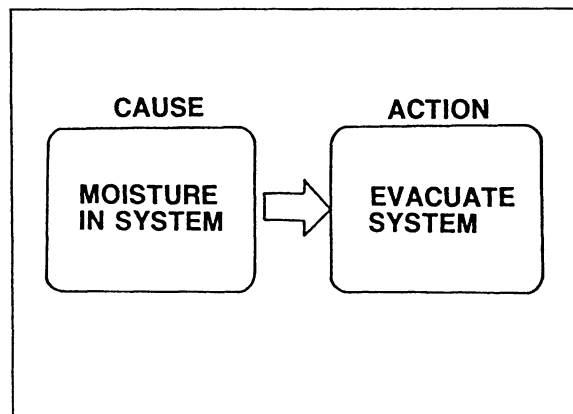 CAUSE
MOISTURE
IN SYSTEM
ACTION
EVACUATE
SYSTEM